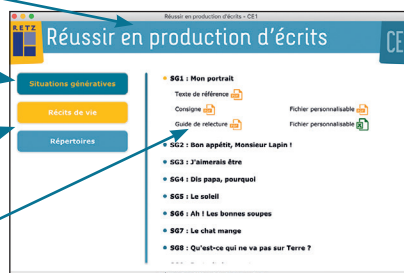 Réussir en production d'écrits - CE1
RETZ
Réussir en production d'écrits
CE
Situations génératives
Récits de vie
Répertoires
SG1 : Mon portrait
Texte de référence
Consigne
Fichier personnalisable
Guide de relecture
Fichier personnalisable
SG2 : Bon appétit, Monsieur Lapin !
SG3 : J'aimerais être
SG4 : Dis papa, pourquoi
SG5 : Le soleil
SG6 : Ah ! Les bonnes soupes
SG7 : Le chat mange
SG8 : Qu'est-ce qui ne va pas sur Terre ?